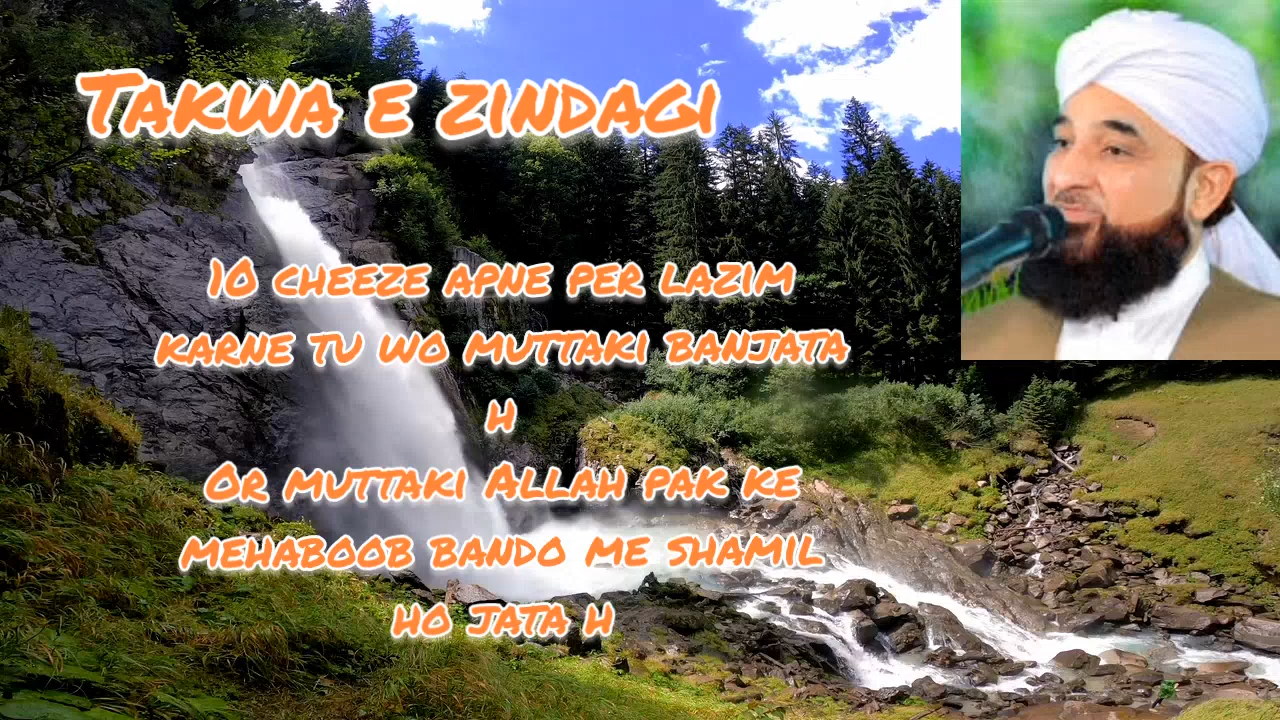 Takwa e zindagi
10 cheeze apne per lazim
karne tu wo muttaki banjata
h
Or muttaki Allah pak ke
mehaboob bando me shamil
ho jata h